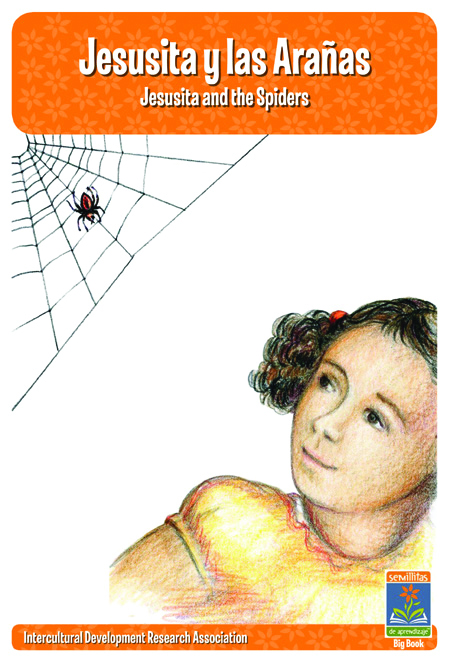 Jesusita y las Arañas
Jesusita and the Spiders
semillitas
de aprendizaje
Big Book
Intercultural Development Research Association